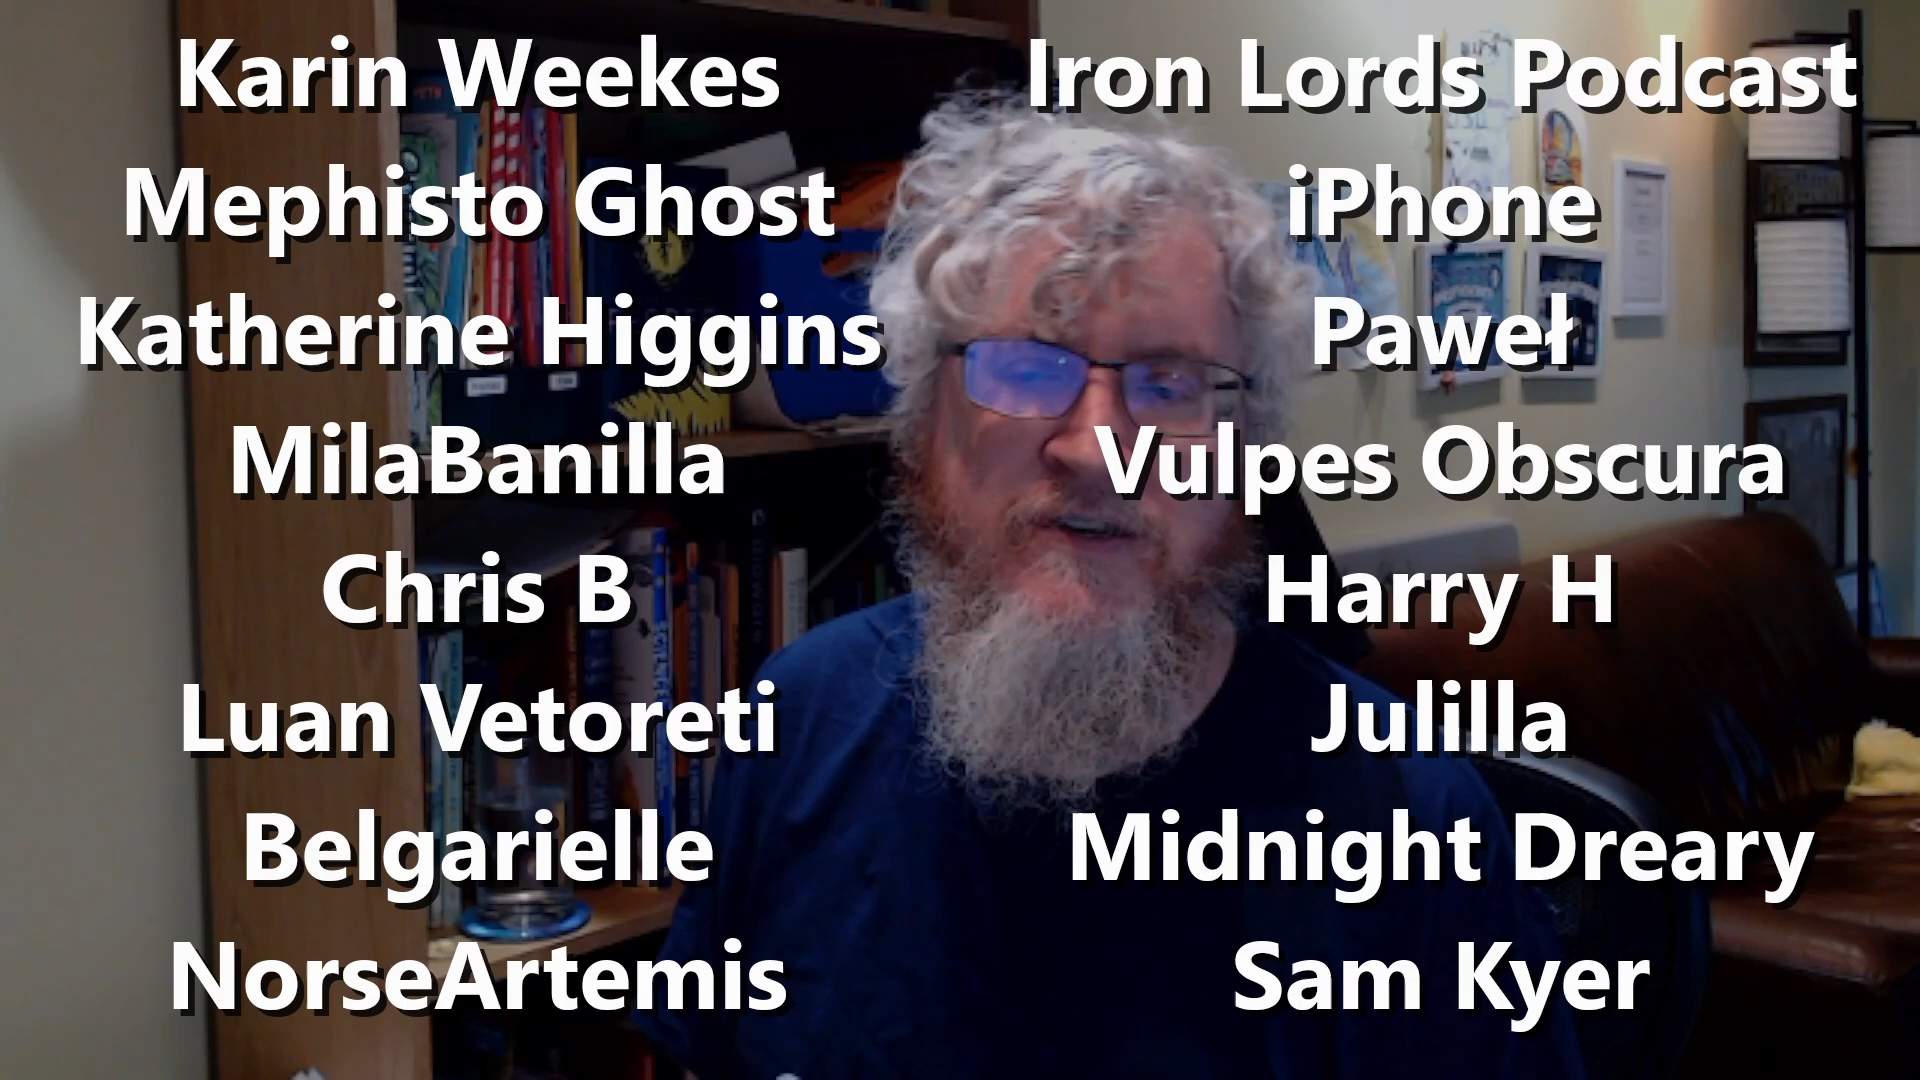 Karin Weekes
Mephisto Ghost
Katherine Higgins
MilaBanilla
Chris B
Luan Vetoreti
Belgarielle
NorseArtemis
Iron Lords Podcast
iPhone
Paweł
Vulpes Obscura
Harry H
Julilla
Midnight Dreary
Sam Kyer